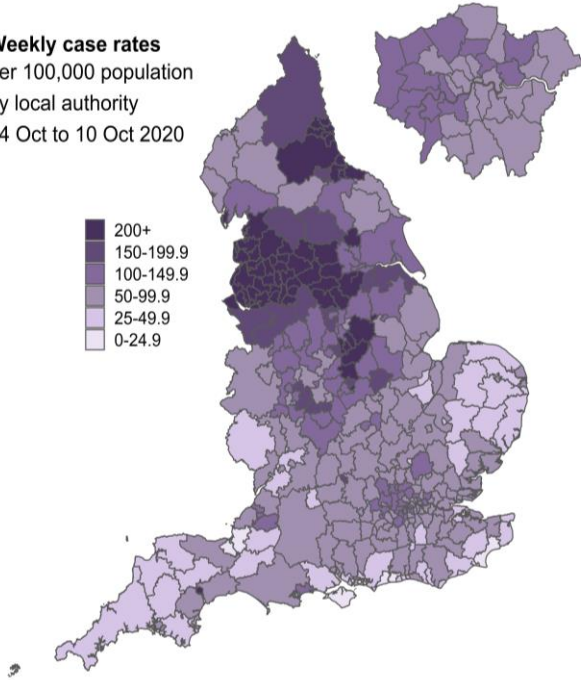 Weekly case rates
er 100,000 population
y local authority
4 Oct to 10 Oct 2020
200+
150-199.9
100-149.9
50-99.9
25-49.9
0-24.9